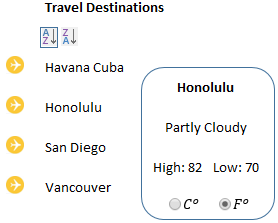 Travel Destinations
A Z Z A
Havana Cuba
Honolulu
San Diego
Vancouver
Honolulu
Partly Cloudy
High: 82 Low: 70
C° F°